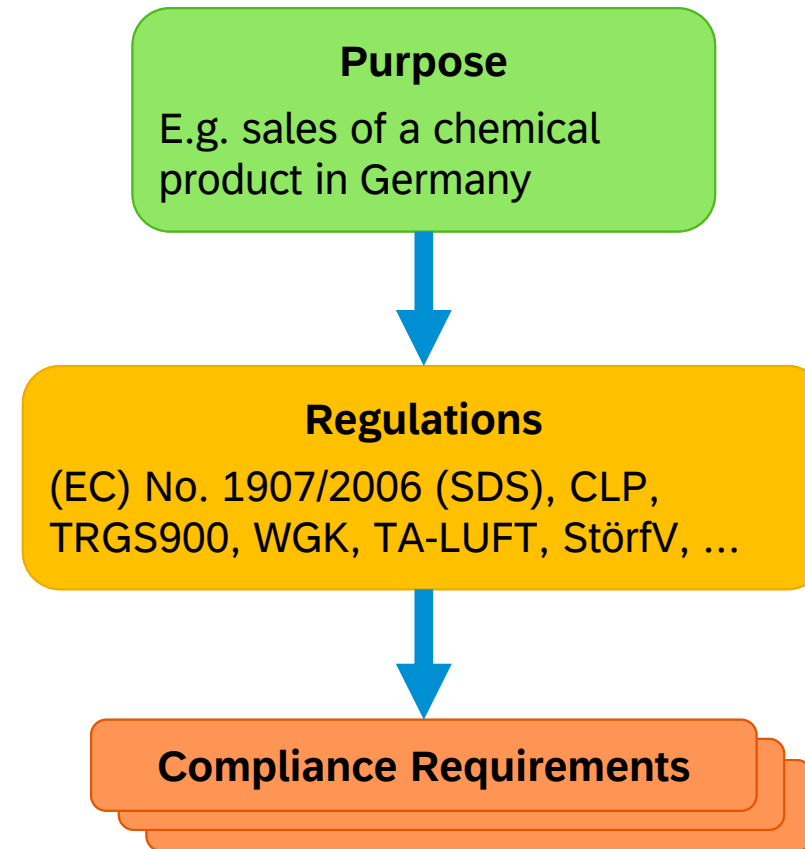 Purpose
E.g. sales of a chemical
product in Germany
Regulations
(EC) No. 1907/2006 (SDS), CLP,
TRGS900, WGK, TA-LUFT, StörfV, ...
Compliance Requirements